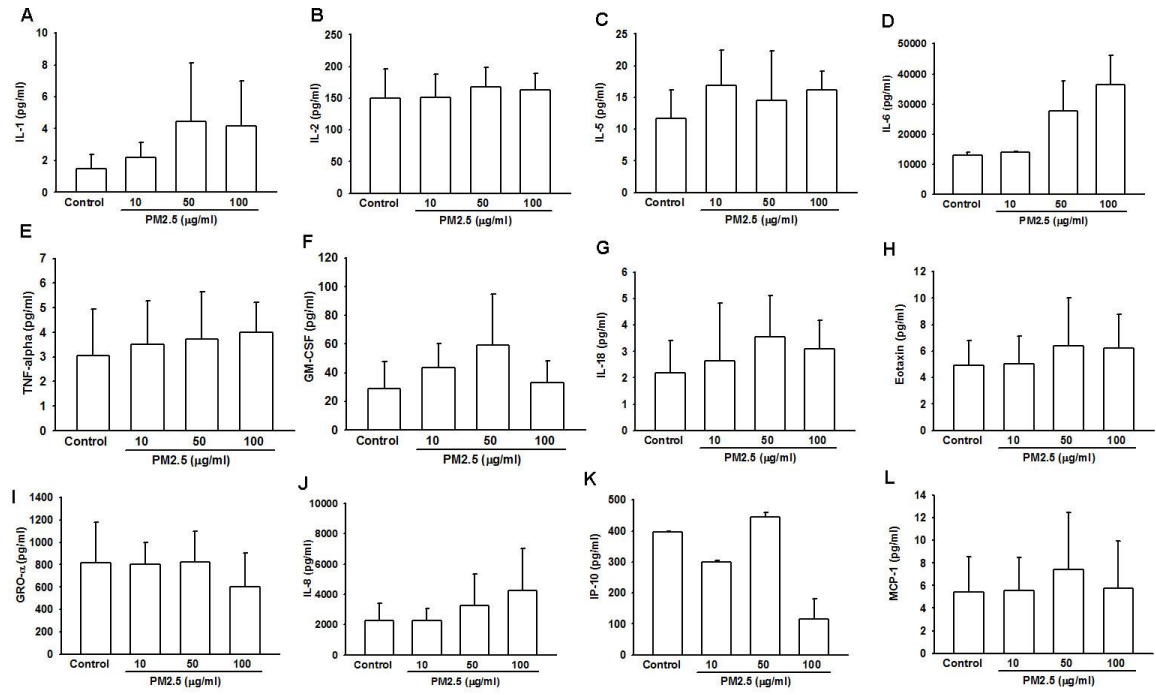 A
IL-1 (pg/ml)
10
8
6
4
2
0
Control 10 50 100
PM2.5 (μg/ml)
B
IL-2 (pg/ml)
250
200
150
100
50
0
Control 10 50 100
PM2.5 (μg/ml)
C
IL-5 (pg/ml)
25
20
15
10
5
0
Control 10 50 100
PM2.5 (μg/ml)
D
IL-6 (pg/ml)
50000
40000
30000
20000
10000
0
Control 10 50 100
PM2.5 (μg/ml)
E
TNF-alpha (pg/ml)
7
6
5
4
3
2
1
0
Control 10 50 100
PM2.5 (μg/ml)
F
GM-CSF (pg/ml)
120
100
80
60
40
20
0
Control 10 50 100
PM2.5 (μg/ml)
G
IL-18 (pg/ml)
6
5
4
3
2
1
0
Control 10 50 100
PM2.5 (μg/ml)
H
Eotaxin (pg/ml)
12
10
8
6
4
2
0
Control 10 50 100
PM2.5 (μg/ml)
I
GRO-α (pg/ml)
1400
1200
1000
800
600
400
200
0
Control 10 50 100
PM2.5 (μg/ml)
J
IL-8 (pg/ml)
10000
8000
6000
4000
2000
0
Control 10 50 100
PM2.5 (μg/ml)
K
IP-10 (pg/ml)
500
400
300
200
100
0
Control 10 50 100
PM2.5 (μg/ml)
L
MCP-1 (pg/ml)
14
12
10
8
6
4
2
0
Control 10 50 100
PM2.5 (μg/ml)